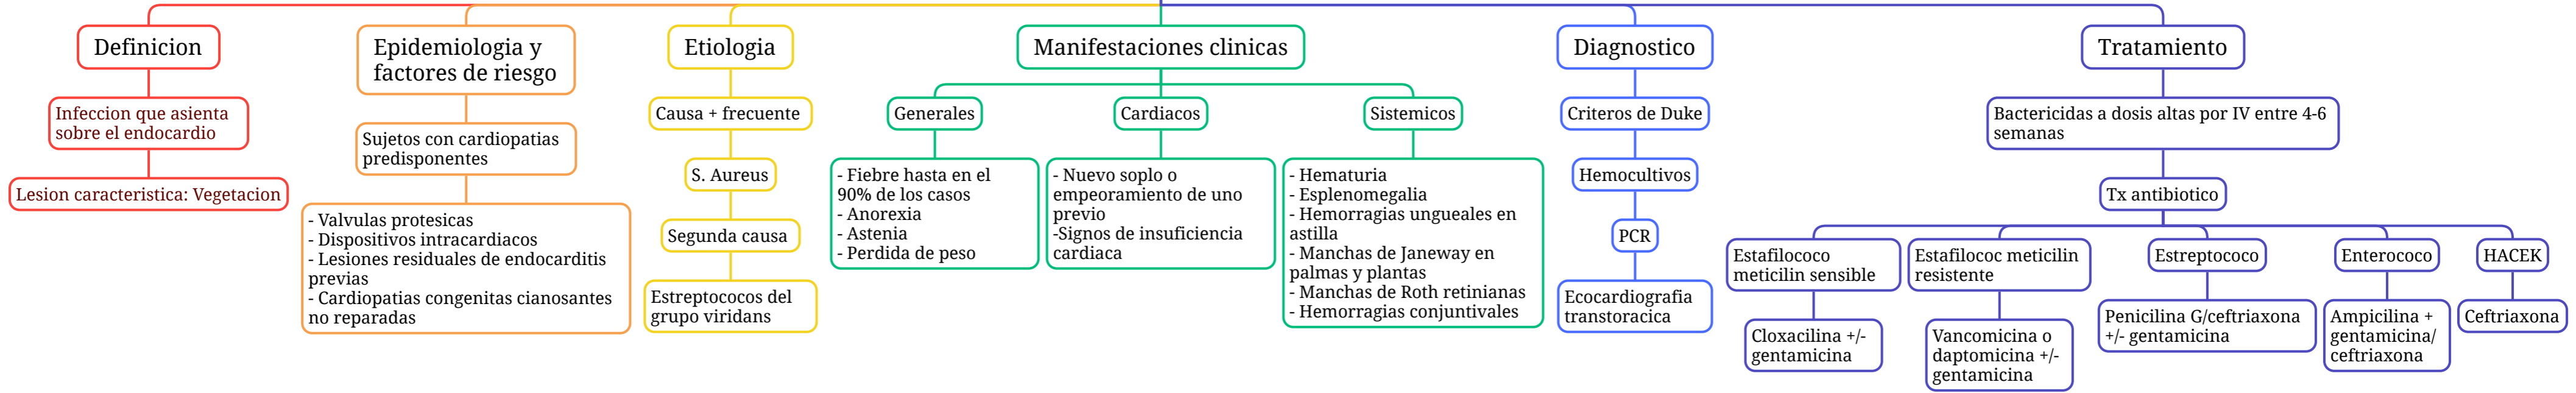 Definicion
Infeccion que asienta
sobre el endocardio
Lesion caracteristica: Vegetacion
Epidemiologia y
factores de riesgo
Sujetos con cardiopatias
predisponentes
- Valvulas protesicas
- Dispositivos intracardiacos
- Lesiones residuales de endocarditis
previas
- Cardiopatias congenitas cianosantes
no reparadas
Etiologia
Causa + frecuente
S. Aureus
Segunda causa
Estreptococos del
grupo viridans
Manifestaciones clinicas
Generales
- Fiebre hasta en el
90% de los casos
- Anorexia
- Astenia
- Perdida de peso
Cardiacos
- Nuevo soplo o
empeoramiento de uno
previo
-Signos de insuficiencia
cardiaca
Sistemicos
- Hematuria
- Esplenomegalia
- Hemorragias ungueales en
astilla
- Manchas de Janeway en
palmas y plantas
- Manchas de Roth retinianas
- Hemorragias conjuntivales
Diagnostico
Criteros de Duke
Hemocultivos
PCR
Ecocardiografia
transtoracica
Tratamiento
Bactericidas a dosis altas por IV entre 4-6
semanas
Tx antibiotico
Estafilococo
meticilin sensible
Cloxacilina +/-
gentamicina
Estafilococ meticilin
resistente
Vancomicina o
daptomicina +/-
gentamicina
Estreptococo
Penicilina G/ceftriaxona
+/- gentamicina
Enterococo
Ampicilina +
gentamicina/
ceftriaxona
HACEK
Ceftriaxona